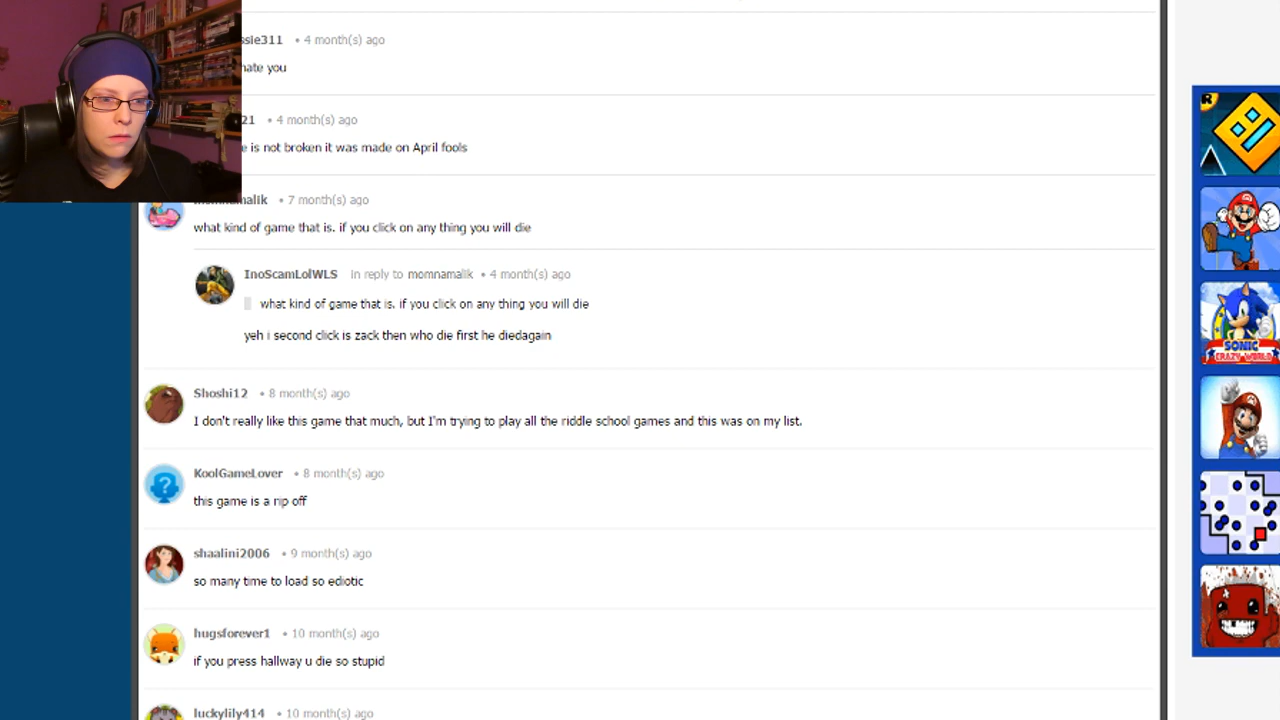 ssie311 • 4 month(s) ago
hate you
21 • 4 month(s) ago
e is not broken it was made on April fools
momnamalik • 7 month(s) ago
what kind of game that is. if you click on any thing you will die
InoScamLolWLS in reply to momnamalik • 4 month(s) ago
what kind of game that is. if you click on any thing you will die
yeh i second click is zack then who die first he diedagain
Shoshi12 • 8 month(s) ago
I don't really like this game that much, but I'm trying to play all the riddle school games and this was on my list.
KoolGameLover • 8 month(s) ago
this game is a rip off
shaalini2006 • 9 month(s) ago
so many time to load so ediotic
hugsforever1 • 10 month(s) ago
if you press hallway u die so stupid
luckylily414 • 10 month(s) ago
R
SONIC
CRAZY WORLD